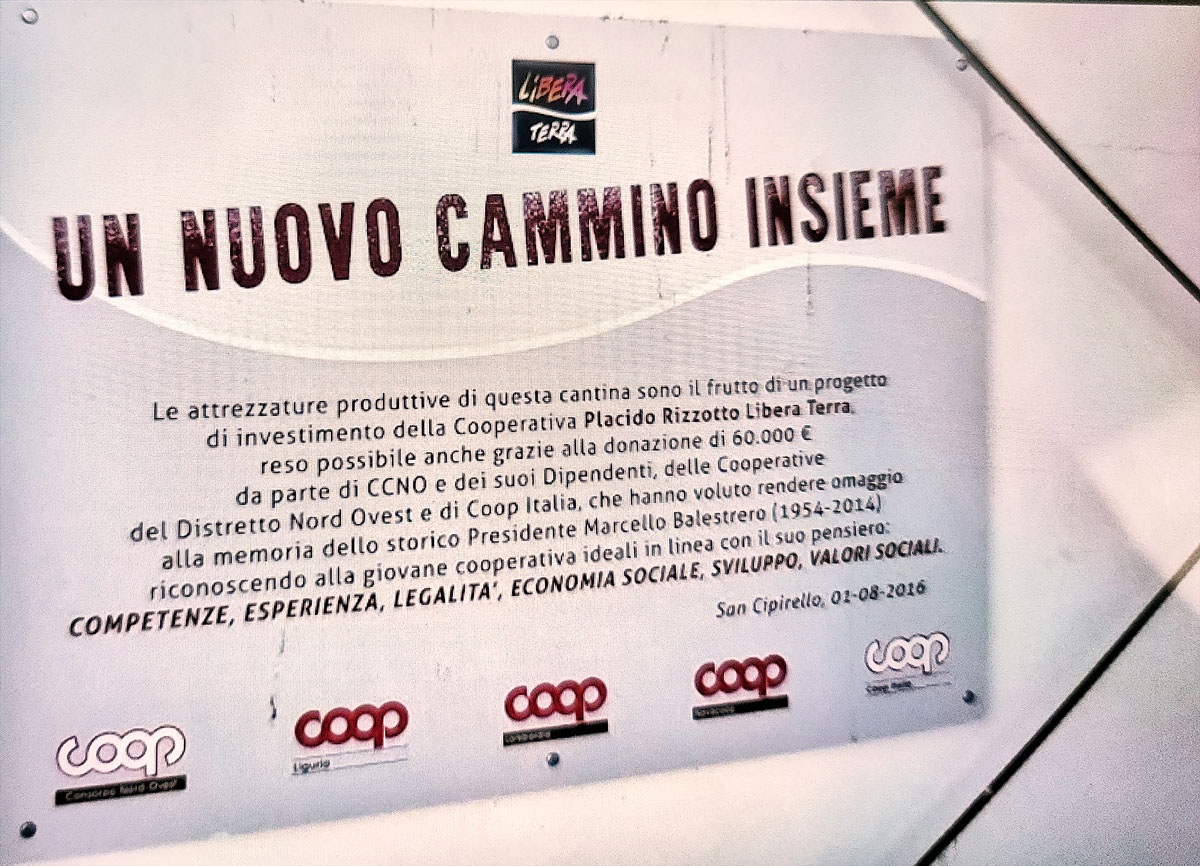 LIBERA
TERRA
UN NUOVO CAMMINO INSIEME
Le attrezzature produttive di questa cantina sono il frutto di un progetto
di investimento della Cooperativa Placido Rizzotto Libera Terra,
reso possibile anche grazie alla donazione di 60.000 €
da parte di CCNO e dei suoi Dipendenti, delle Cooperative
del Distretto Nord Ovest e di Coop Italia, che hanno voluto rendere omaggio
alla memoria dello storico Presidente Marcello Balestrero (1954-2014)
riconoscendo alla giovane cooperativa ideali in linea con il suo pensiero:
COMPETENZE, ESPERIENZA, LEGALITA', ECONOMIA SOCIALE, SVILUPPO, VALORI SOCIALI.
San Cipirello, 01-08-2016
coop
Consorzio Nord Ovest
coop
Liguria
coop
Lombardia
coop
Novacoop
coop
Coop Italia